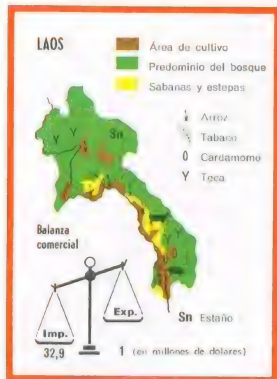 LAOS
Área de cultivo
Predominio del bosque
Sabanas y estepas
Arroz
Tabaco
0 Cardamomo
Y Teca
Y Y
Sn
Balanza
comercial
Imp.
Exp.
32,9
1 (en millones de dolares)
Sn Estaño